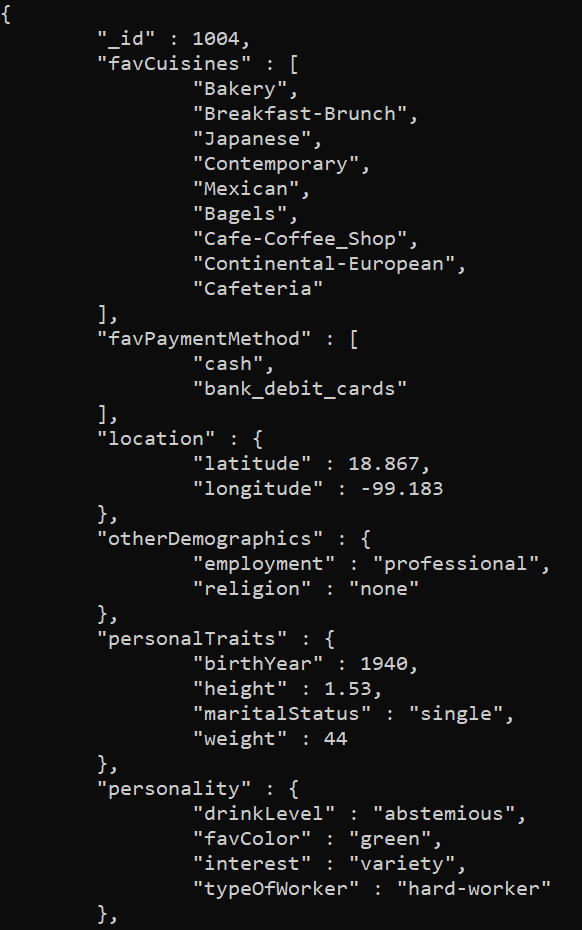 {
        "_id" : 1004,
        "favCuisines" : [
                "Bakery",
                "Breakfast-Brunch",
                "Japanese",
                "Contemporary",
                "Mexican",
                "Bagels",
                "Cafe-Coffee_Shop",
                "Continental-European",
                "Cafeteria"
        ],
        "favPaymentMethod" : [
                "cash",
                "bank_debit_cards"
        ],
        "location" : {
                "latitude" : 18.867,
                "longitude" : -99.183
        },
        "otherDemographics" : {
                "employment" : "professional",
                "religion" : "none"
        },
        "personalTraits" : {
                "birthYear" : 1940,
                "height" : 1.53,
                "maritalStatus" : "single",
                "weight" : 44
        },
        "personality" : {
                "drinkLevel" : "abstemious",
                "favColor" : "green",
                "interest" : "variety",
                "typeOfWorker" : "hard-worker"
        },